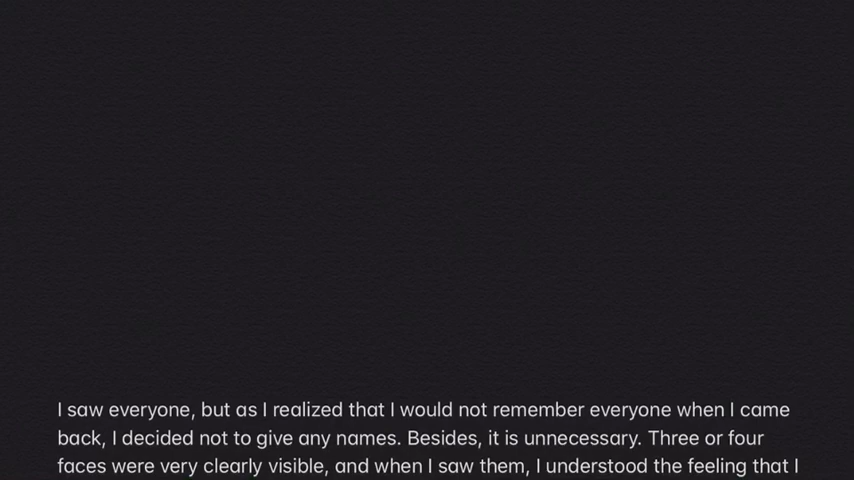 I saw everyone, but as I realized that I would not remember everyone when I came
back, I decided not to give any names. Besides, it is unnecessary. Three or four
faces were very clearly visible, and when I saw them, I understood the feeling that I